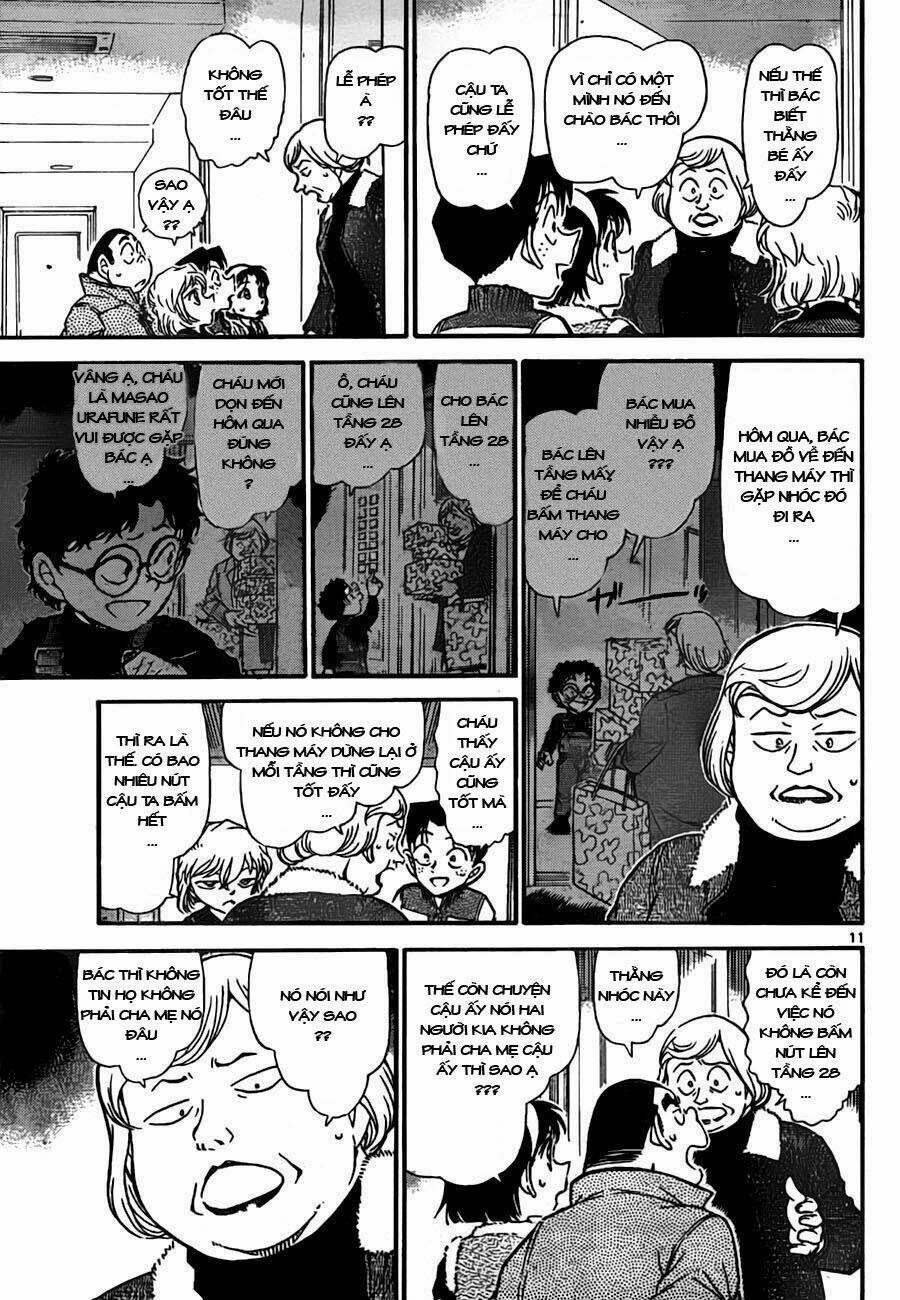 NẾU THẾ
THÌ BÁC
BIẾT
THẰNG
BÉ ẤY
ĐẤY
...
VÌ CHỈ CÓ MỘT
MÌNH NÓ ĐẾN
CHÀO BÁC THÔI
...
CẬU TA
CŨNG LỄ
PHÉP ĐẤY
CHỨ
...
LỄ PHÉP
À
??
KHÔNG
TỐT THẾ
ĐÂU
...
SAO
VẬY Ạ
??
HÔM QUA, BÁC
MUA ĐỒ VỀ ĐẾN
THANG MÁY THÌ
GẶP NHÓC ĐÓ
ĐI RA
...
BÁC MUA
NHIỀU ĐỒ
VẬY Ạ
???
BÁC LÊN
TẦNG MẤY,
ĐỂ CHÁU
BẤM THANG
MÁY CHO
...
ガーーッ
CHO BÁC
LÊN
TẦNG 28
...
Ồ, CHÁU
CŨNG LÊN
TẦNG 28
ĐẤY Ạ
...
CHÁU MỚI
DỌN ĐẾN
HÔM QUA
ĐÚNG
KHÔNG
?
VÂNG Ạ, CHÁU
LÀ MASAO
URAFUNE RẤT
VUI ĐƯỢC GẶP
BÁC Ạ
...
CHÁU
THẤY
CẬU ẤY
CŨNG
TỐT MÀ
...
NẾU NÓ KHÔNG CHO
THANG MÁY DỪNG LẠI Ở
MỖI TẦNG THÌ CŨNG
TỐT ĐẤY
...
THÌ RA LÀ
THẾ. CÓ BAO
NHIÊU NÚT
CẬU TA BẤM
HẾT
...
11
ĐÓ LÀ CÒN
CHƯA KỂ ĐẾN
VIỆC NÓ
KHÔNG BẤM
NÚT LÊN
TẦNG 28
...
THẰNG
NHÓC NÀY
...
THẾ CÒN CHUYỆN
CẬU ẤY NÓI HAI
NGƯỜI KIA KHÔNG
PHẢI CHA MẸ CẬU
ẤY THÌ SAO Ạ
???
NÓ NÓI NHƯ
VẬY SAO
??
BÁC THÌ KHÔNG
TIN HỌ KHÔNG
PHẢI CHA MẸ NÓ
ĐÂU
...